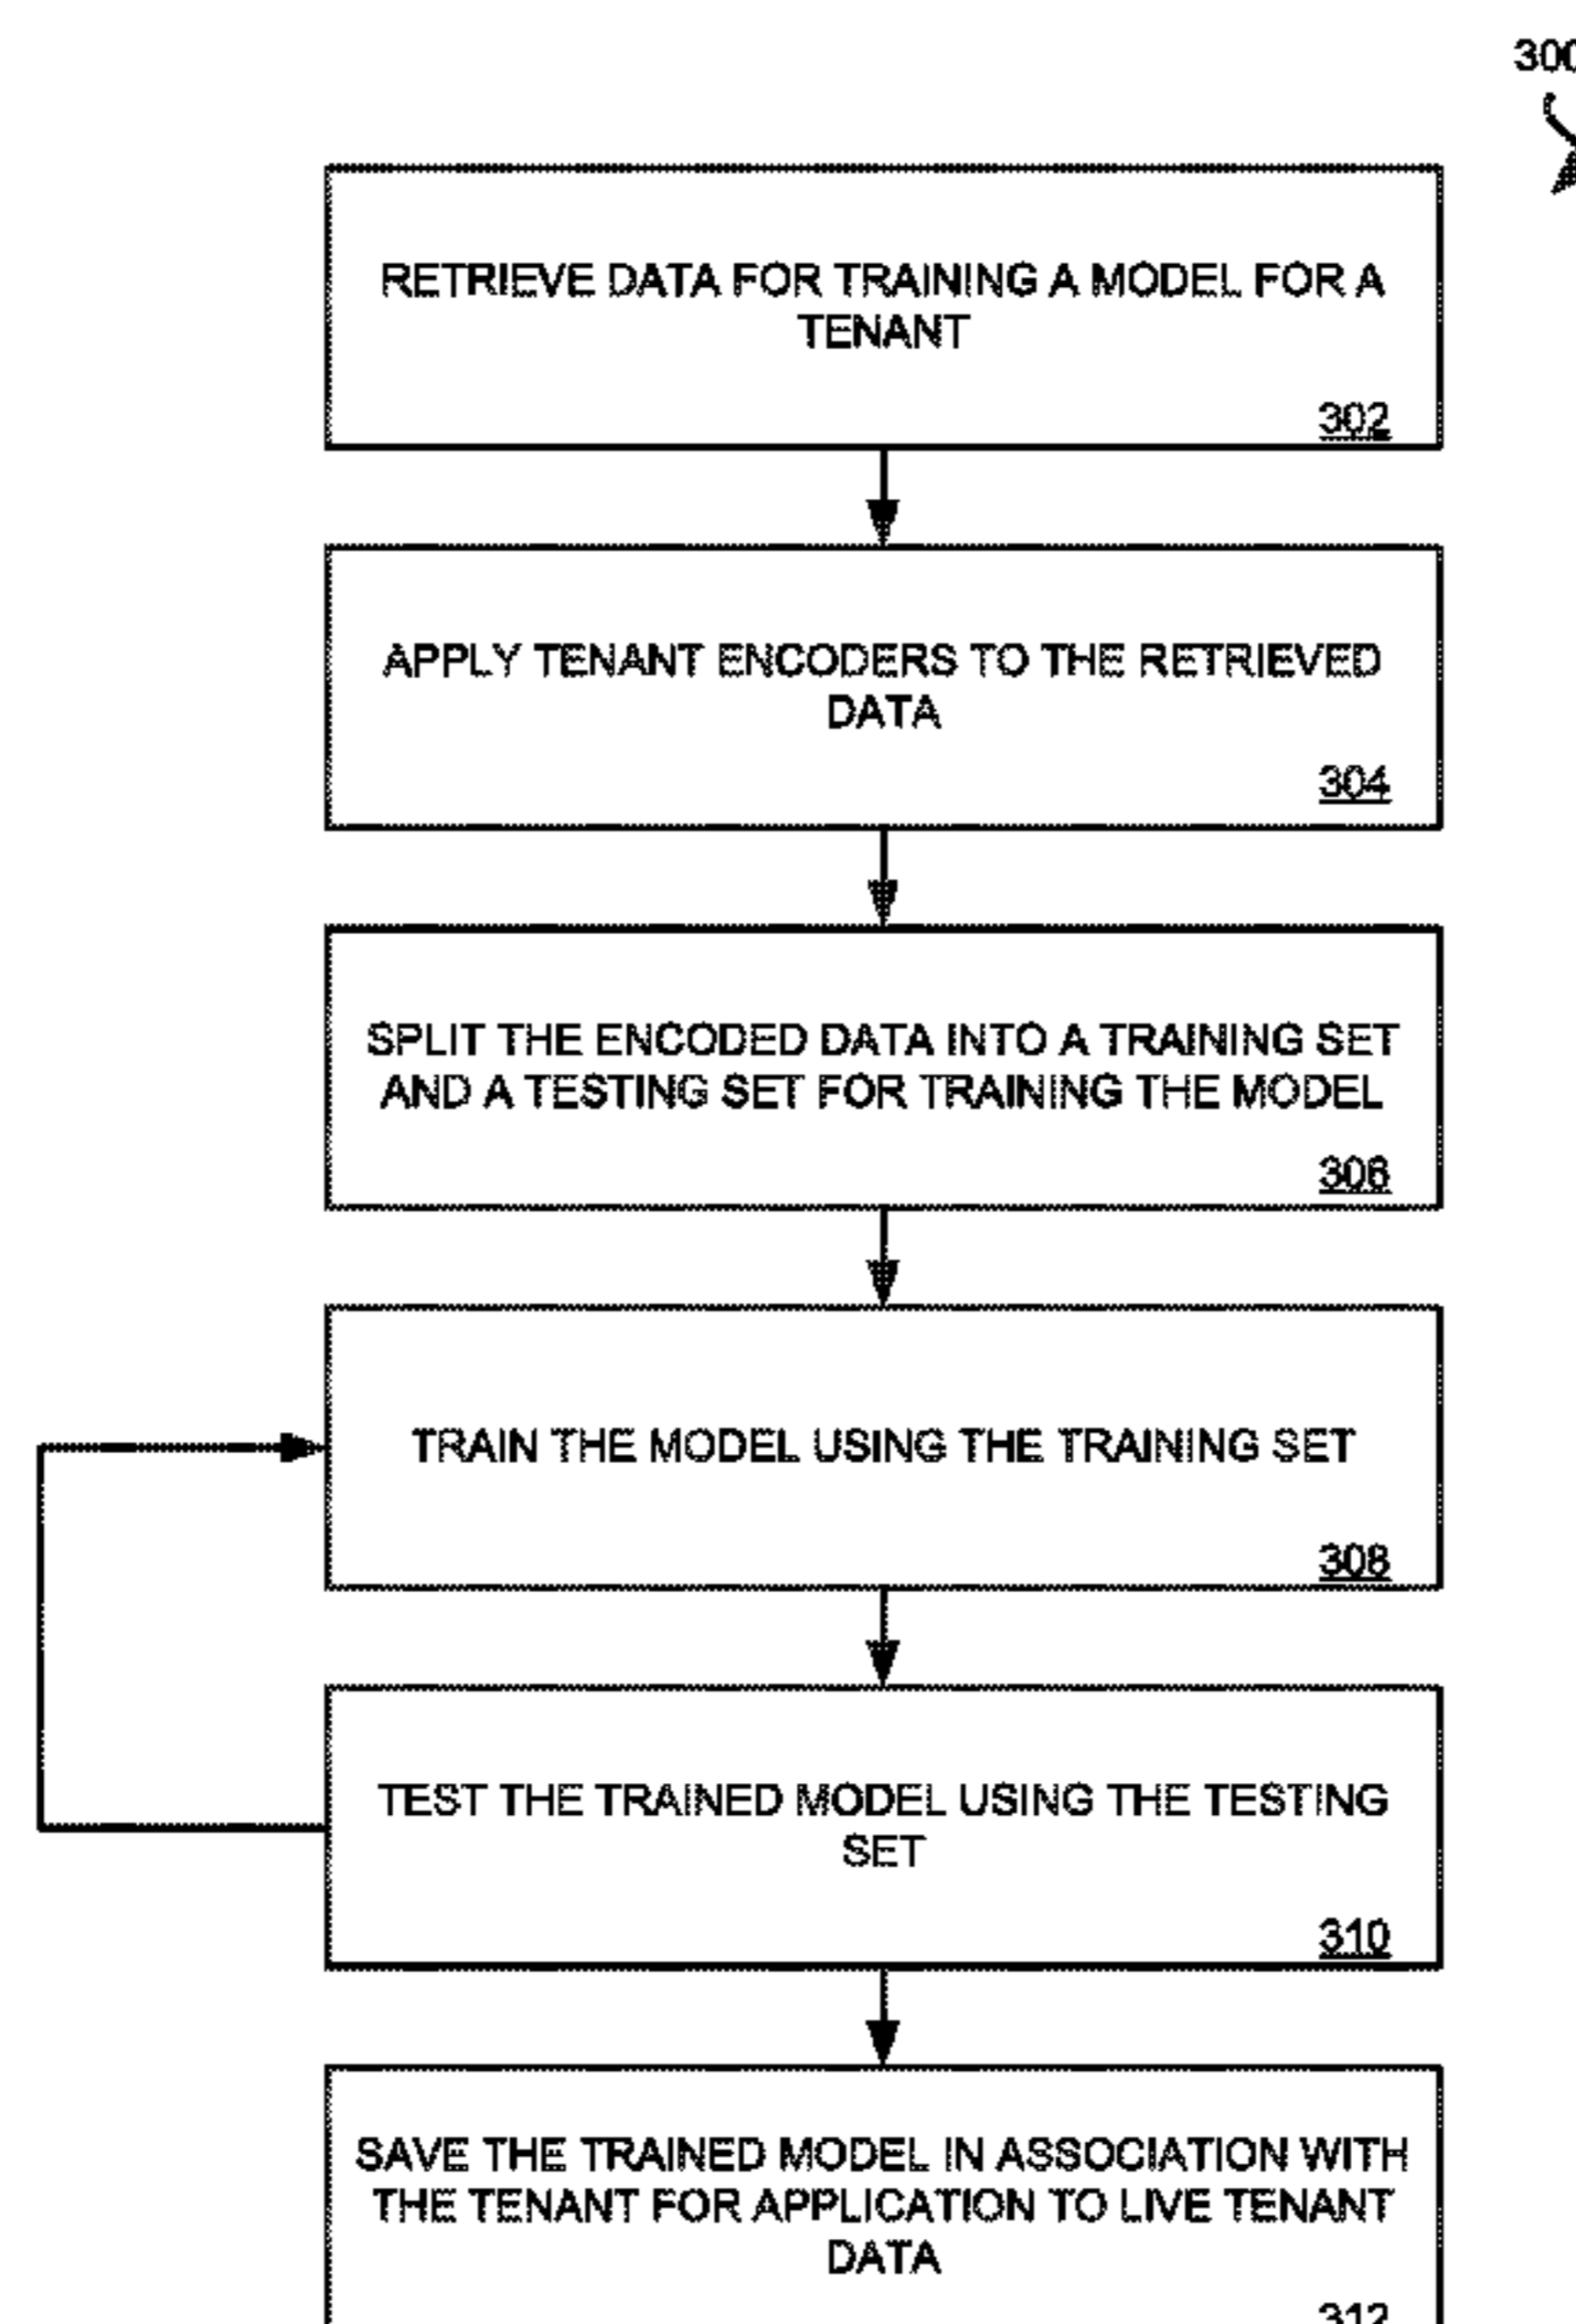 300
RETRIEVE DATA FOR TRAINING A MODEL FOR A
TENANT
302
APPLY TENANT ENCODERS TO THE RETRIEVED
DATA
304
SPLIT THE ENCODED DATA INTO A TRAINING SET
AND A TESTING SET FOR TRAINING THE MODEL
306
TRAIN THE MODEL USING THE TRAINING SET
308
TEST THE TRAINED MODEL USING THE TESTING
SET
310
SAVE THE TRAINED MODEL IN ASSOCIATION WITH
THE TENANT FOR APPLICATION TO LIVE TENANT
DATA
312